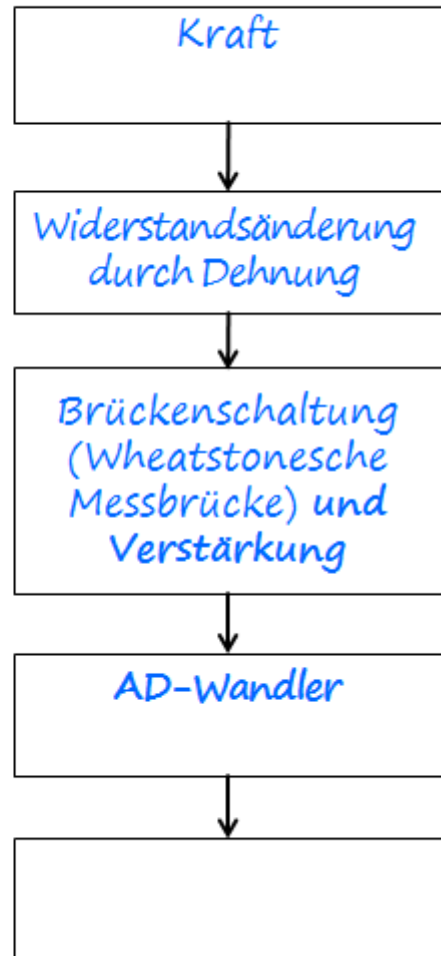 Kraft
Widerstandsänderung
durch Dehnung
Brückenschaltung
(Wheatstonesche
Messbrücke) und
Verstärkung
AD-Wandler